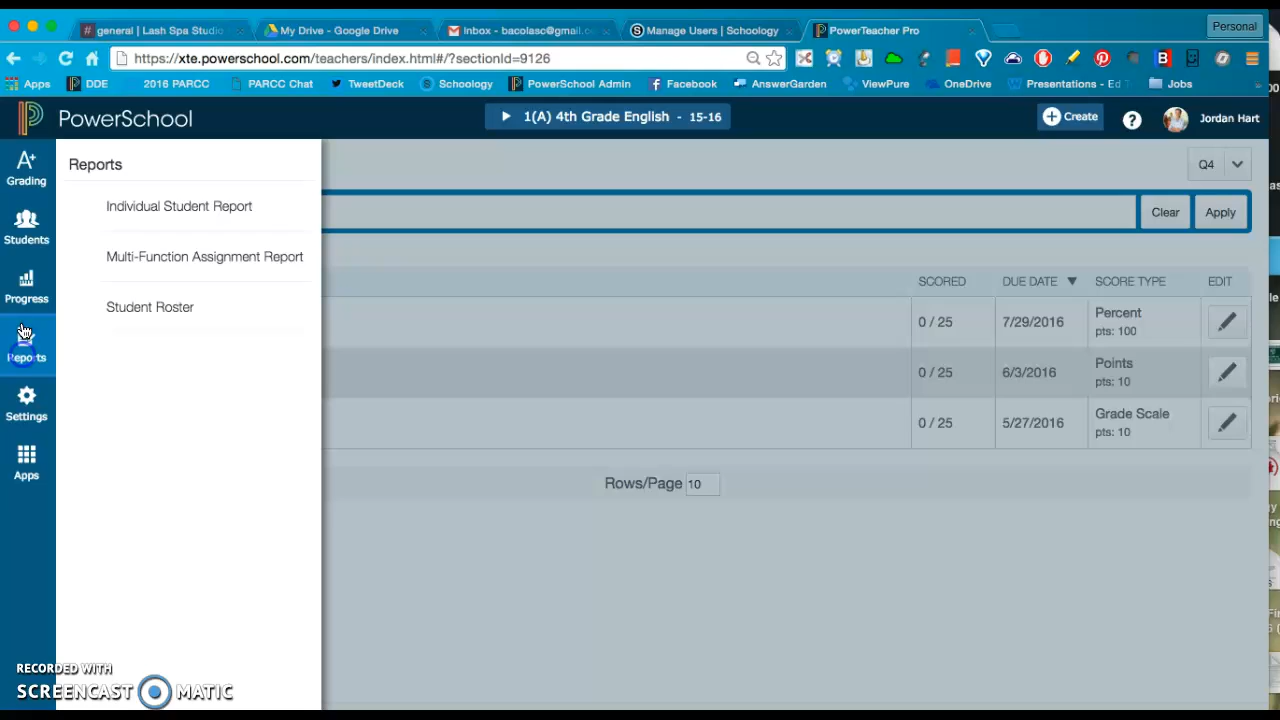 # general | Lash Spa Studio
My Drive - Google Drive
Inbox - bacolasc@gmail.co
Manage Users | Schoology
PowerTeacher Pro
Personal
https://xte.powerschool.com/teachers/index.html#/?sectionId=9126
Apps
DDE
2016 PARCC
PARCC Chat
TweetDeck
Schoology
PowerSchool Admin
Facebook
AnswerGarden
ViewPure
OneDrive
Presentations - Ed T
Jobs
PowerSchool
1(A) 4th Grade English - 15-16
Create
?
Jordan Hart
A+
Grading
Students
Progress
Reports
Settings
Apps
Reports
Individual Student Report
Multi-Function Assignment Report
Student Roster
Q4
Clear
Apply
SCORED
DUE DATE
SCORE TYPE
EDIT
0 / 25
7/29/2016
Percent
pts: 100
0 / 25
6/3/2016
Points
pts: 10
0 / 25
5/27/2016
Grade Scale
pts: 10
Rows/Page 10
RECORDED WITH
SCREENCAST MATIC